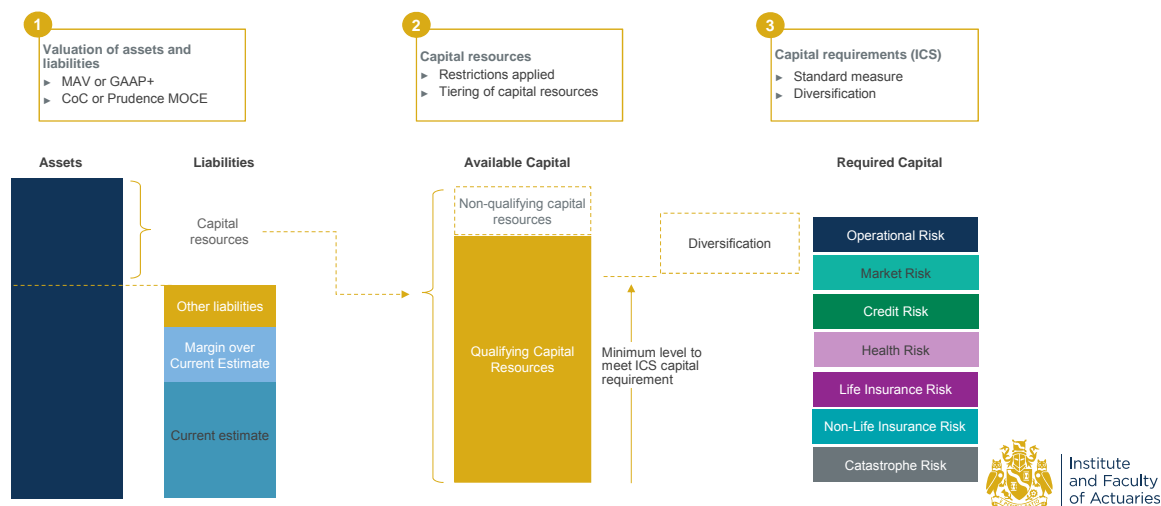 1
Valuation of assets and
liabilities
► MAV or GAAP+
► CoC or Prudence MOCE
2
Capital resources
► Restrictions applied
► Tiering of capital resources
3
Capital requirements (ICS)
► Standard measure
► Diversification
Assets
Liabilities
Available Capital
Required Capital
Capital
resources
Other liabilities
Margin over
Current Estimate
Current estimate
Non-qualifying capital
resources
Qualifying Capital
Resources
Minimum level to
meet ICS capital
requirement
Diversification
Operational Risk
Market Risk
Credit Risk
Health Risk
Life Insurance Risk
Non-Life Insurance Risk
Catastrophe Risk
Institute
and Faculty
of Actuaries